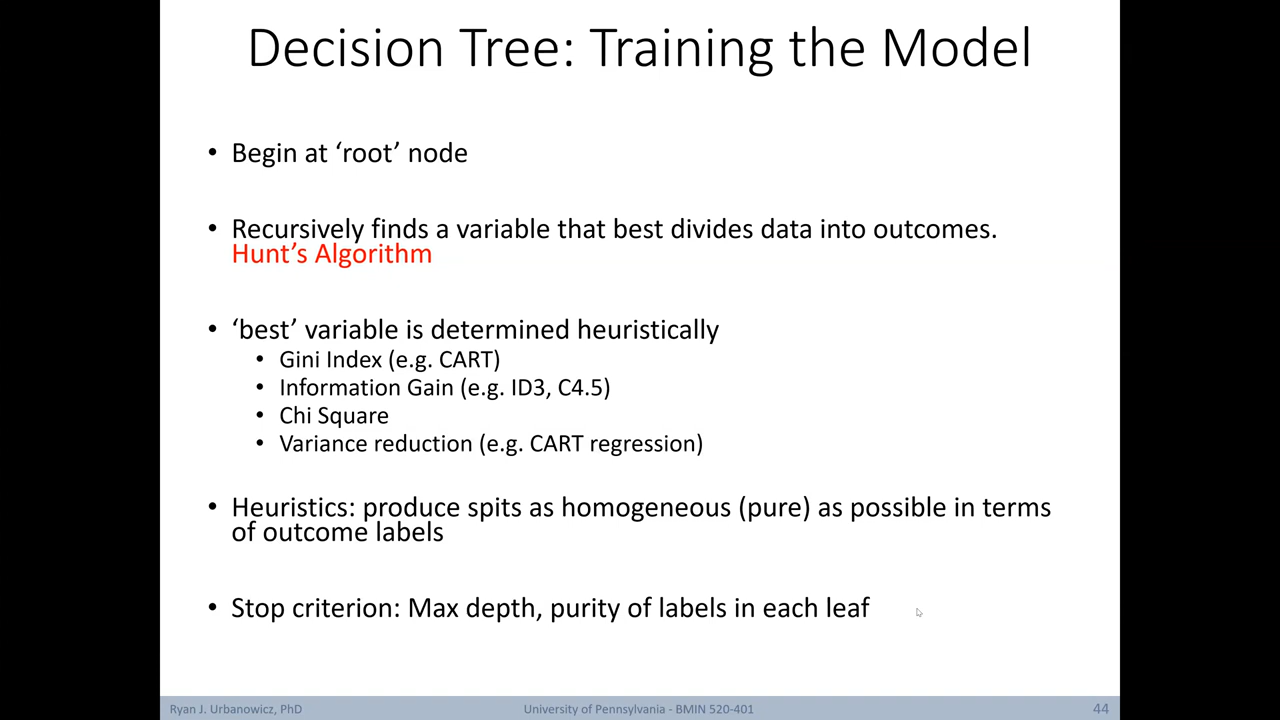 Decision Tree: Training the Model
• Begin at ‘root’ node
• Recursively finds a variable that best divides data into outcomes.
Hunt’s Algorithm
• ‘best’ variable is determined heuristically
• Gini Index (e.g. CART)
• Information Gain (e.g. ID3, C4.5)
• Chi Square
• Variance reduction (e.g. CART regression)
• Heuristics: produce spits as homogeneous (pure) as possible in terms
of outcome labels
• Stop criterion: Max depth, purity of labels in each leaf
Ryan J. Urbanowicz, PhD
University of Pennsylvania - BMIN 520-401
44